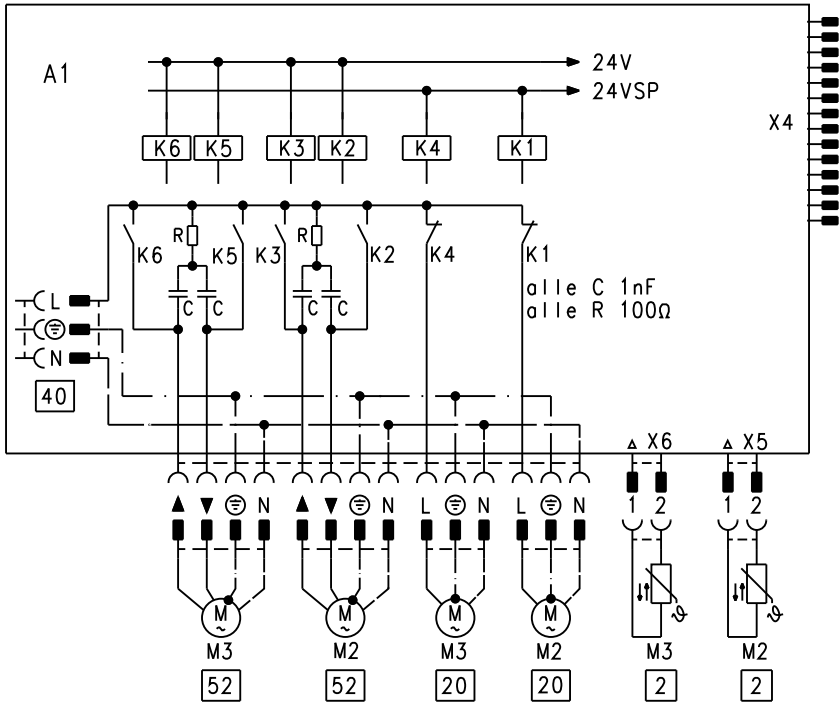 A1
24V
24VSP
X4
K6 K5 K3 K2 K4 K1
R R
K6 K5 K3 K2 K4 K1
C C C C
alle C 1nF
alle R 100Ω
L
N
40
X6 X5
N N L N L N 1 2 1 2
M M M M
~ ~ ~ ~
ϑ ϑ
M3 M2 M3 M2 M3 M2
52 52 20 20 2 2